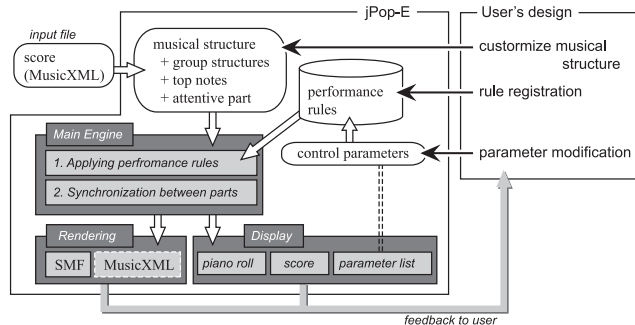 jPop-E
User's design
input file
score
(MusicXML)
musical structure
+ group structures
+ top notes
+ attentive part
custormize musical
structure
performance
rules
rule registration
Main Engine
1. Applying perfromance rules
2. Synchronization between parts
control parameters
parameter modification
Rendering
SMF
MusicXML
Display
piano roll
score
parameter list
feedback to user